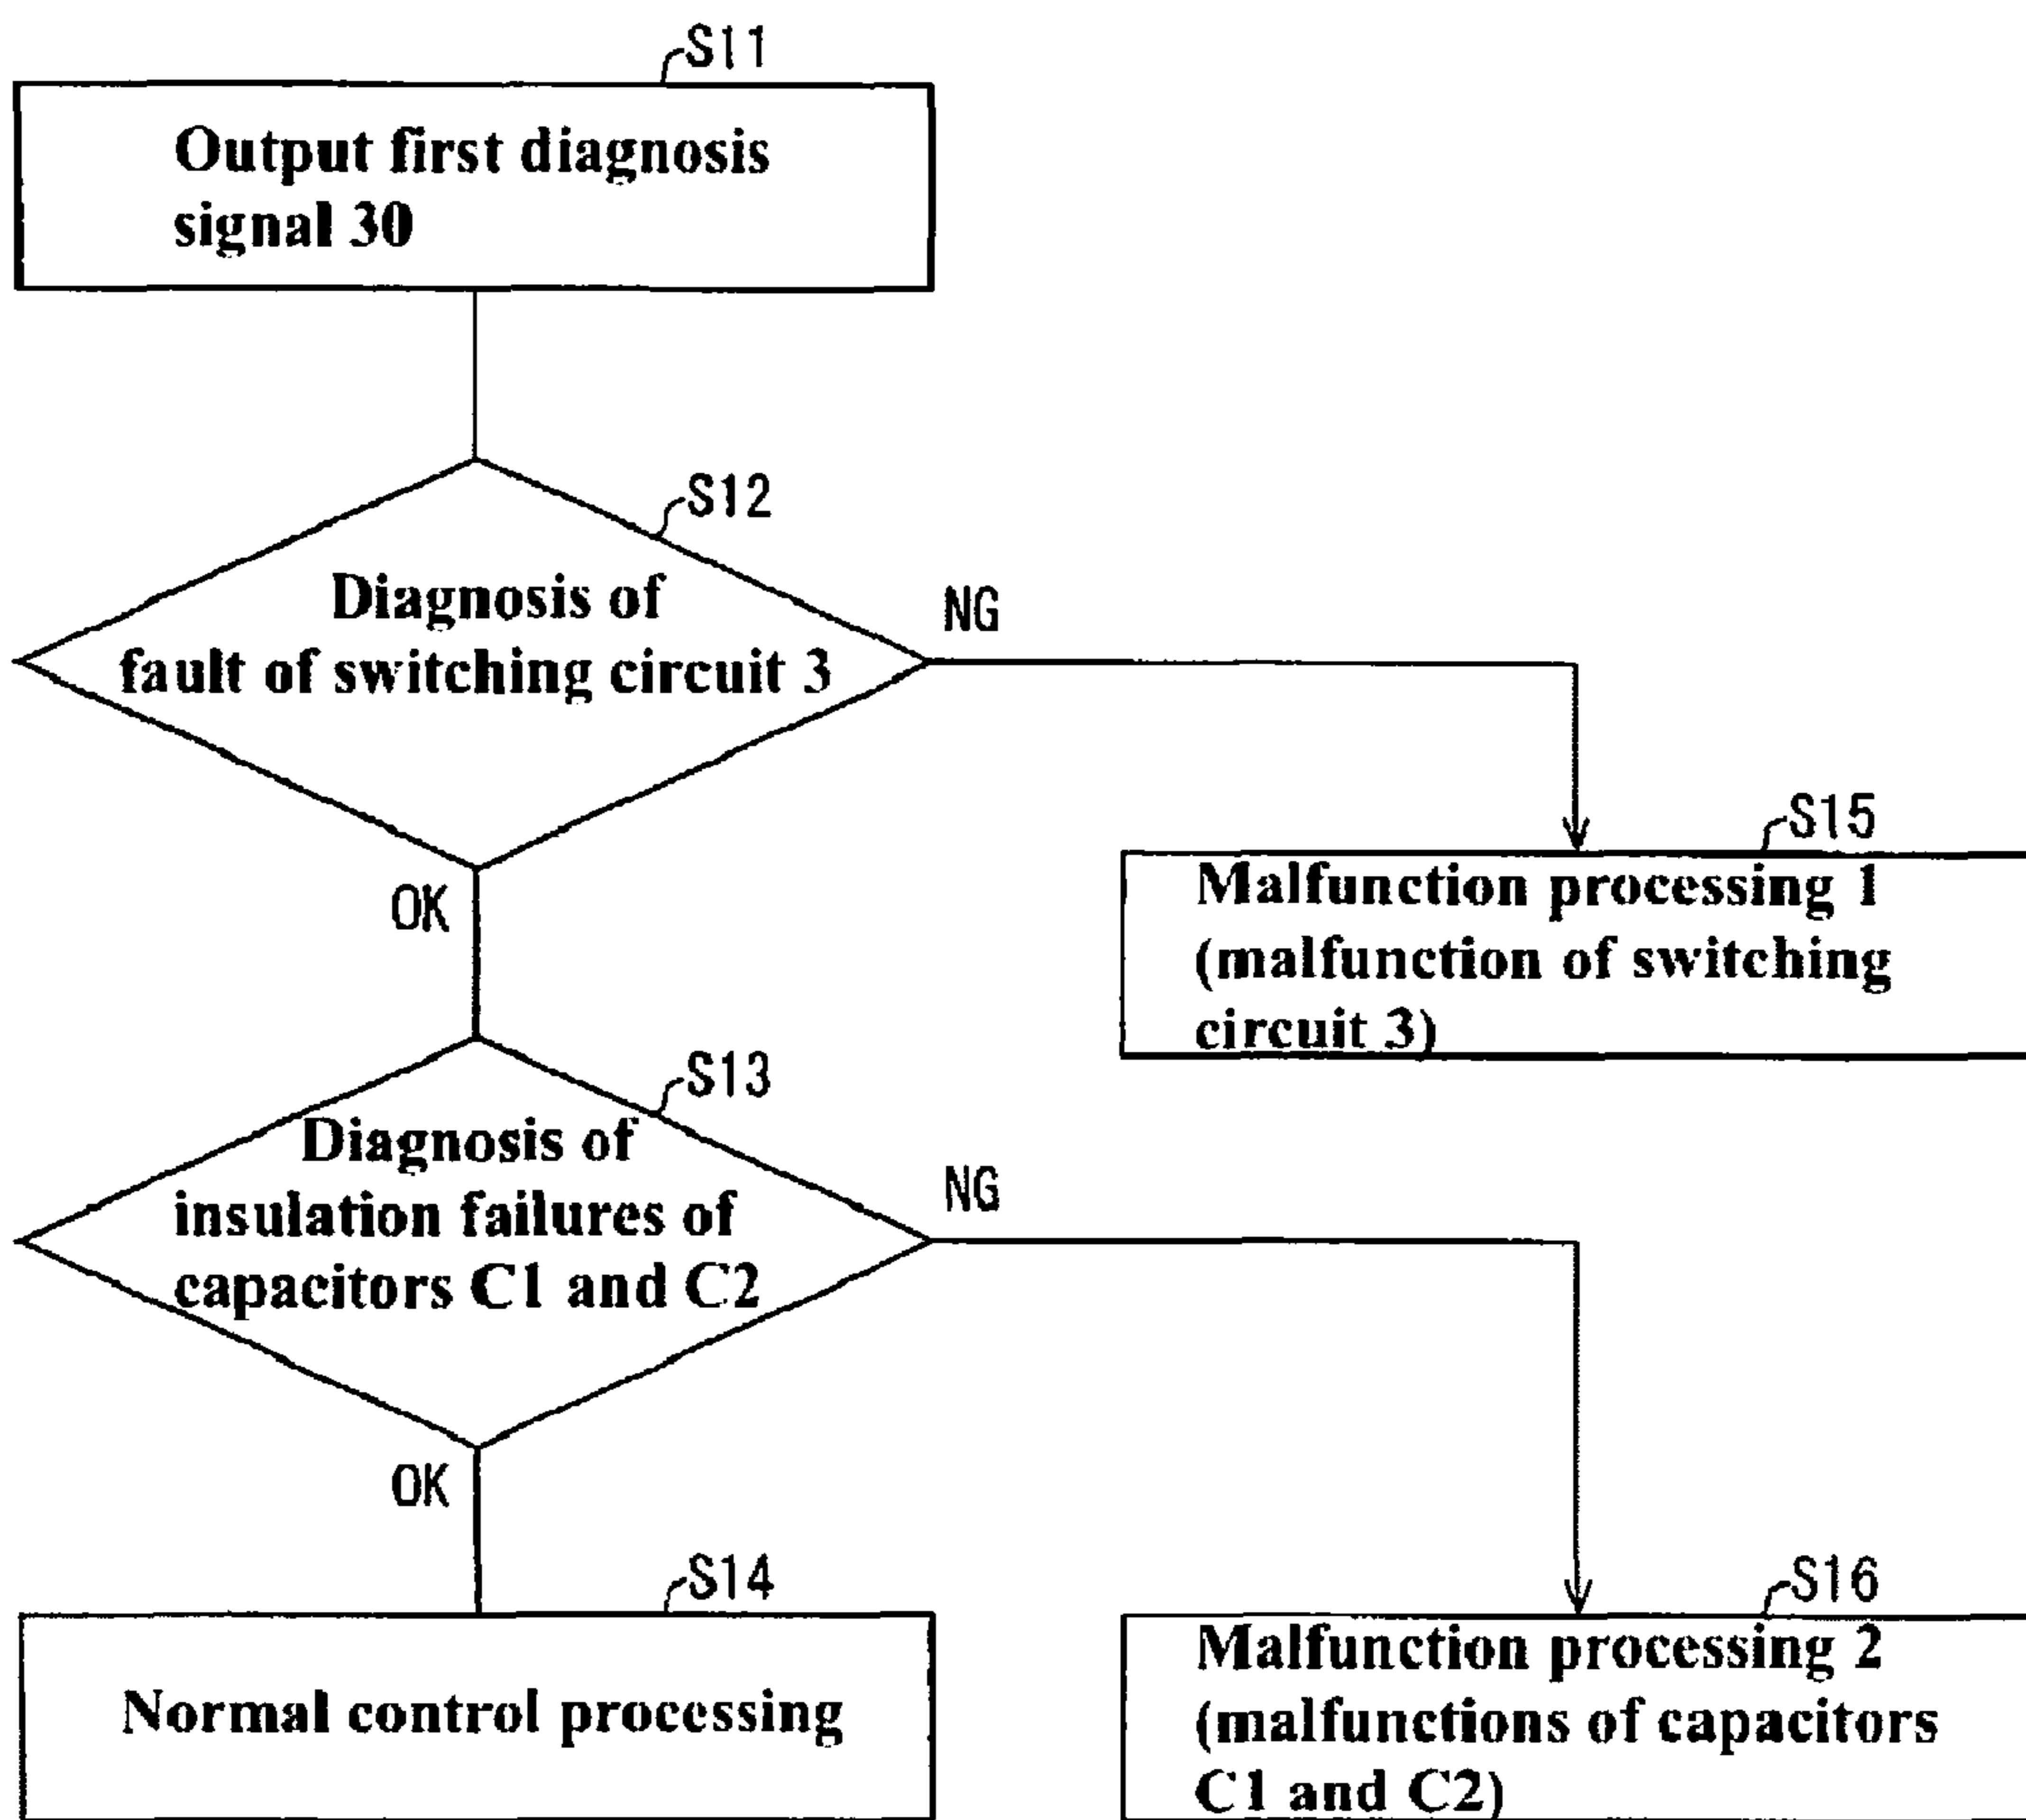 S11
Output first diagnosis
signal 30
S12
Diagnosis of
fault of switching circuit 3
NG
OK
S15
Malfunction processing 1
(malfunction of switching
circuit 3)
S13
Diagnosis of
insulation failures of
capacitors C1 and C2
NG
OK
S14
Normal control processing
S16
Malfunction processing 2
(malfunctions of capacitors
C1 and C2)